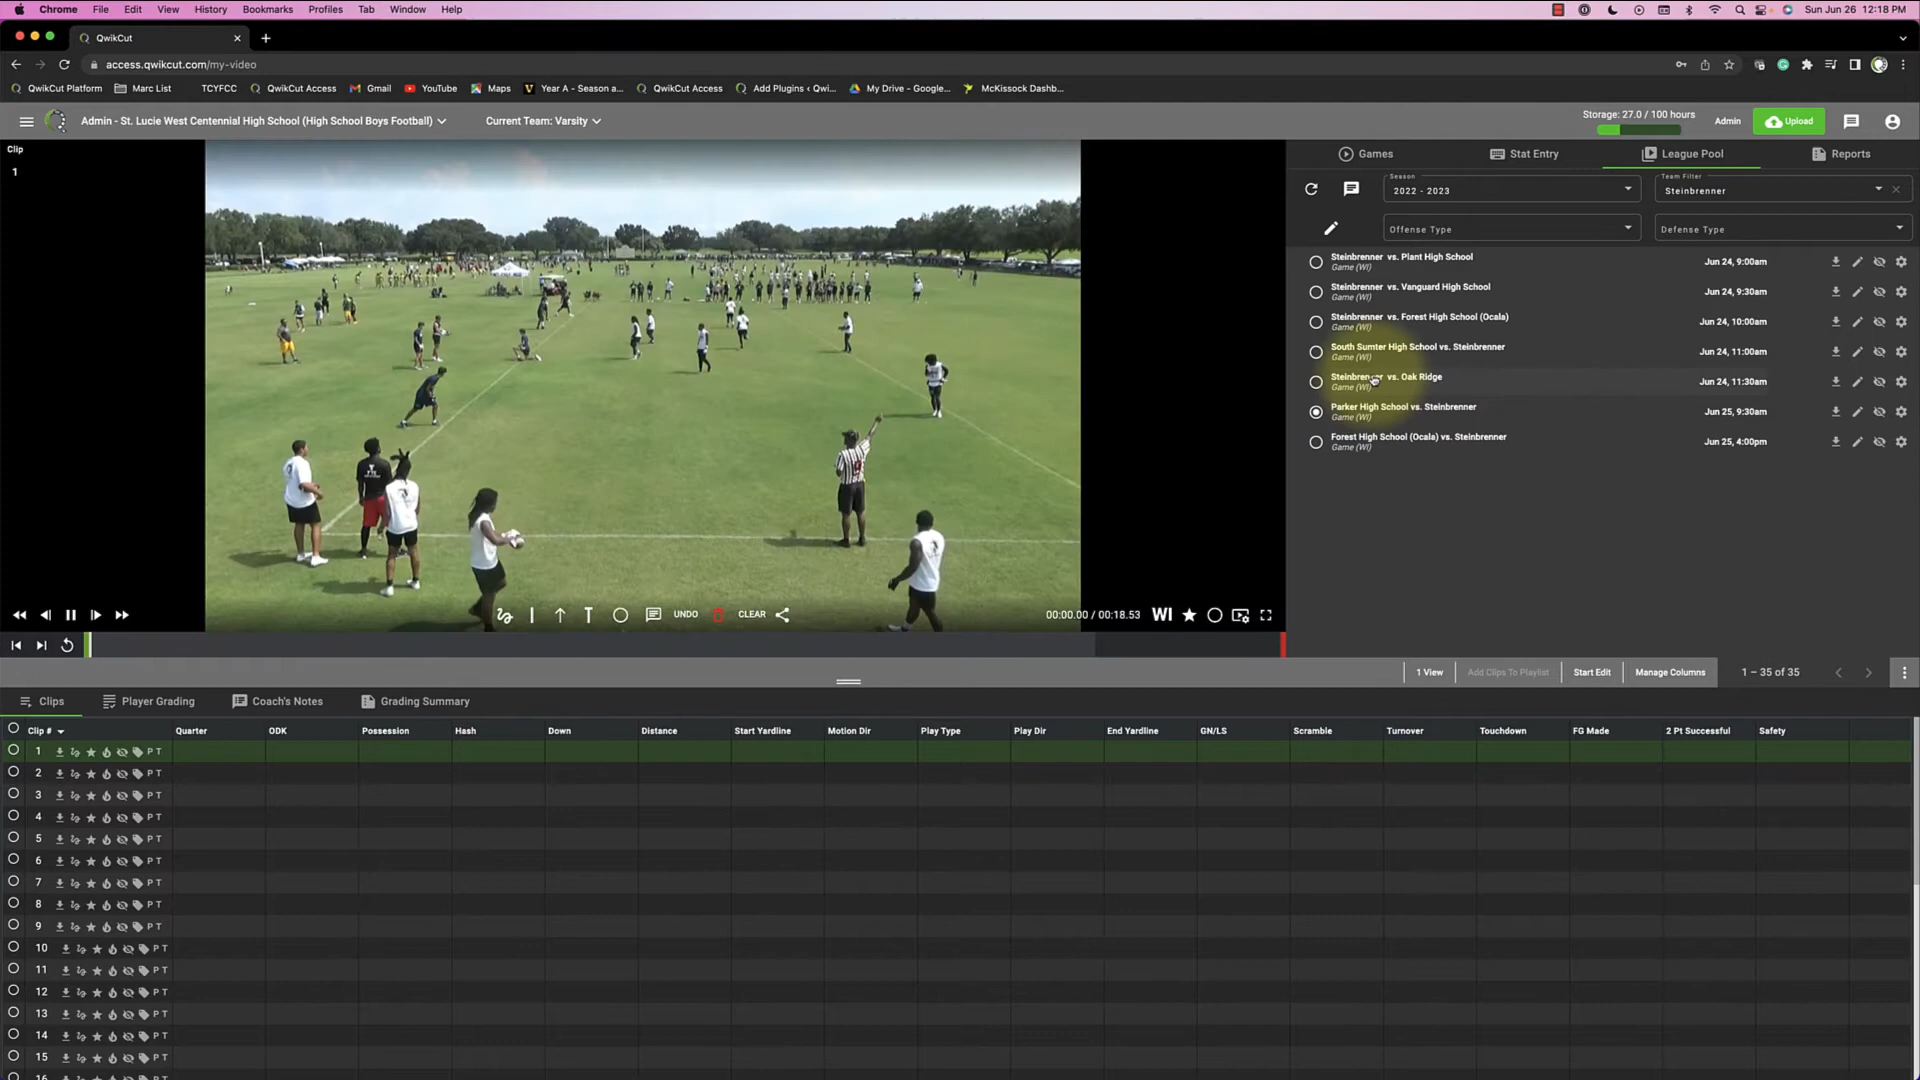 Chrome File Edit View History Bookmarks Profiles Tab Window Help Sun Jun 26 12:18 PM
QwikCut
access.qwikcut.com/my-video
QwikCut Platform Marc List TCYFCC QwikCut Access Gmail YouTube Maps Year A - Season a... QwikCut Access Add Plugins ‹ Qwi... My Drive - Google... McKissock Dashb...
Admin - St. Lucie West Centennial High School (High School Boys Football) Current Team: Varsity Storage: 27.0 / 100 hours Admin Upload
Clip
1
Games Stat Entry League Pool Reports
Season
2022 - 2023
Team Filter
Steinbrenner
Offense Type Defense Type
Steinbrenner vs. Plant High School
Game (WI)
Jun 24, 9:00am
Steinbrenner vs. Vanguard High School
Game (WI)
Jun 24, 9:30am
Steinbrenner vs. Forest High School (Ocala)
Game (WI)
Jun 24, 10:00am
South Sumter High School vs. Steinbrenner
Game (WI)
Jun 24, 11:00am
Steinbrenner vs. Oak Ridge
Game (WI)
Jun 24, 11:30am
Parker High School vs. Steinbrenner
Game (WI)
Jun 25, 9:30am
Forest High School (Ocala) vs. Steinbrenner
Game (WI)
Jun 25, 4:00pm
UNDO CLEAR 00:00.00 / 00:18.53 WI
1 View Add Clips To Playlist Start Edit Manage Columns 1 – 35 of 35
Clips Player Grading Coach's Notes Grading Summary
Clip # Quarter ODK Possession Hash Down Distance Start Yardline Motion Dir Play Type Play Dir End Yardline GN/LS Scramble Turnover Touchdown FG Made 2 Pt Successful Safety
1 P T
2 P T
3 P T
4 P T
5 P T
6 P T
7 P T
8 P T
9 P T
10 P T
11 P T
12 P T
13 P T
14 P T
15 P T
16 P T